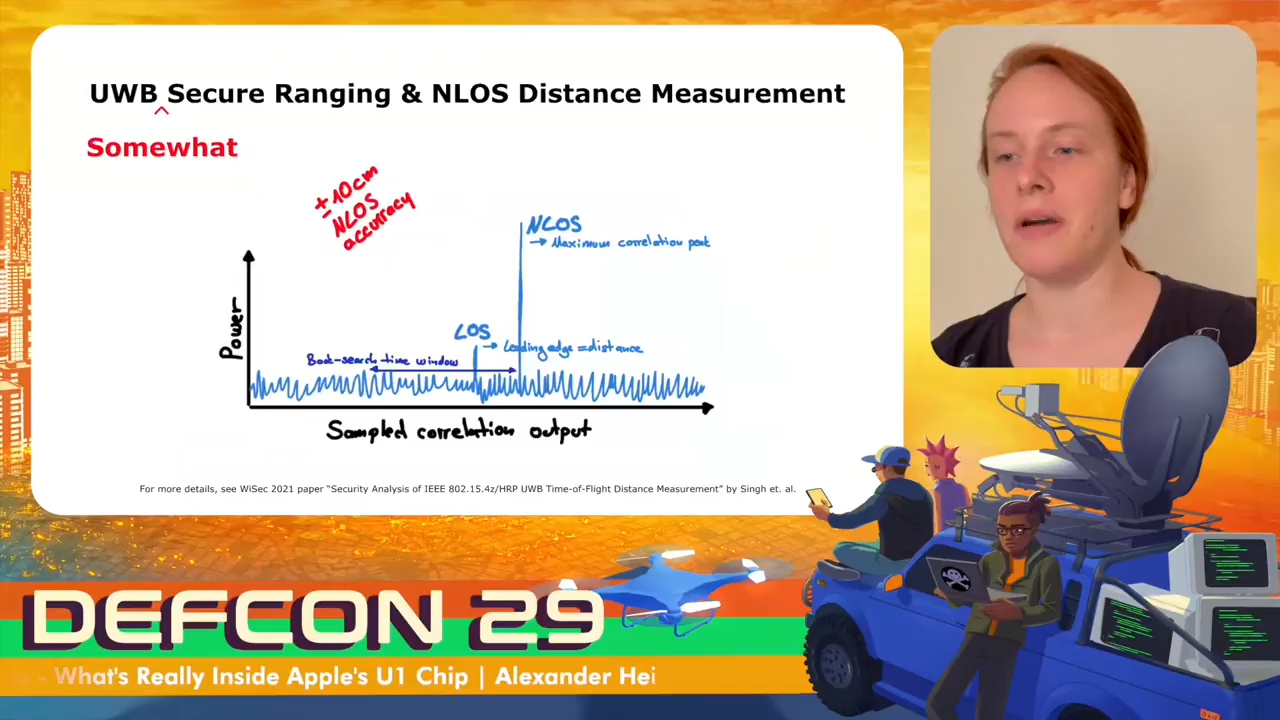 UWB Secure Ranging & NLOS Distance Measurement
^
Somewhat
±10cm
NLOS
accuracy
NLOS
→ Maximum correlation peak
LOS
→ Leading edge = distance
Back-search time window
Power
Sampled correlation output
For more details, see WiSec 2021 paper "Security Analysis of IEEE 802.15.4z/HRP UWB Time-of-Flight Distance Measurement" by Singh et. al.
DEFCON 29
- What's Really Inside Apple's U1 Chip | Alexander Hei